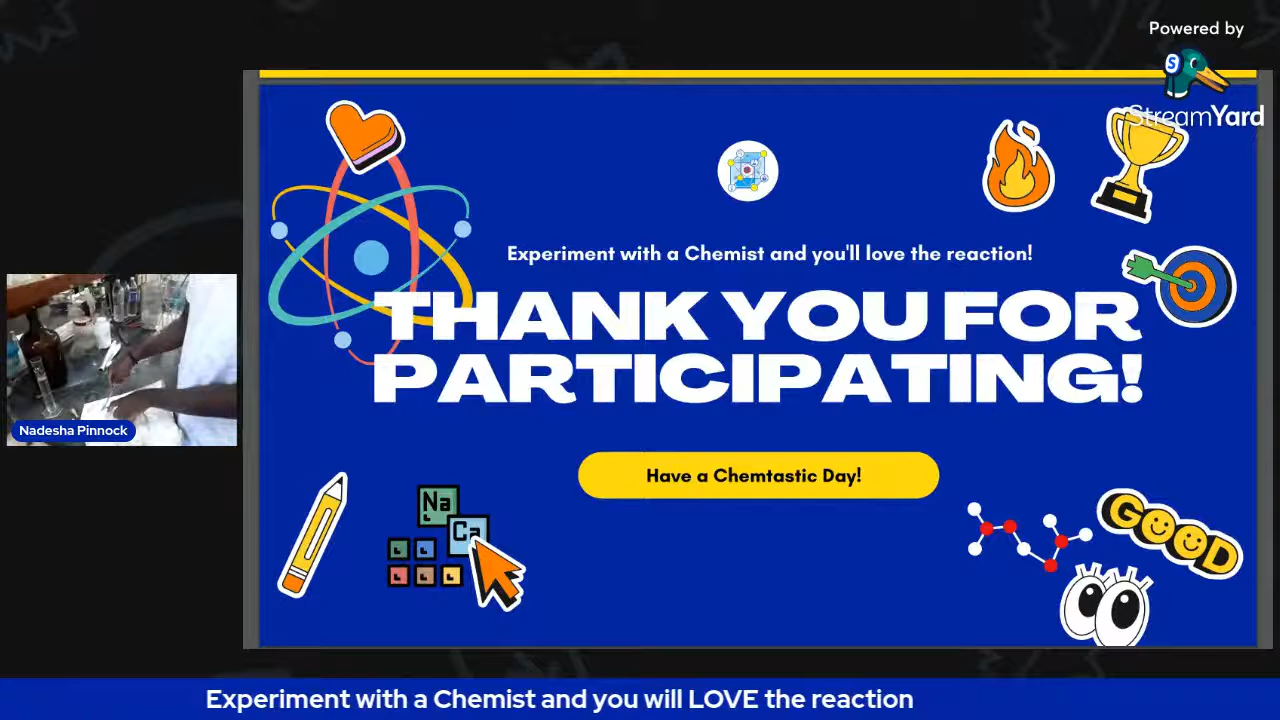 Powered by
StreamYard
Experiment with a Chemist and you'll love the reaction!
THANK YOU FOR
PARTICIPATING!
Have a Chemtastic Day!
Nadesha Pinnock
Na
Ca
GOOD
Experiment with a Chemist and you will LOVE the reaction